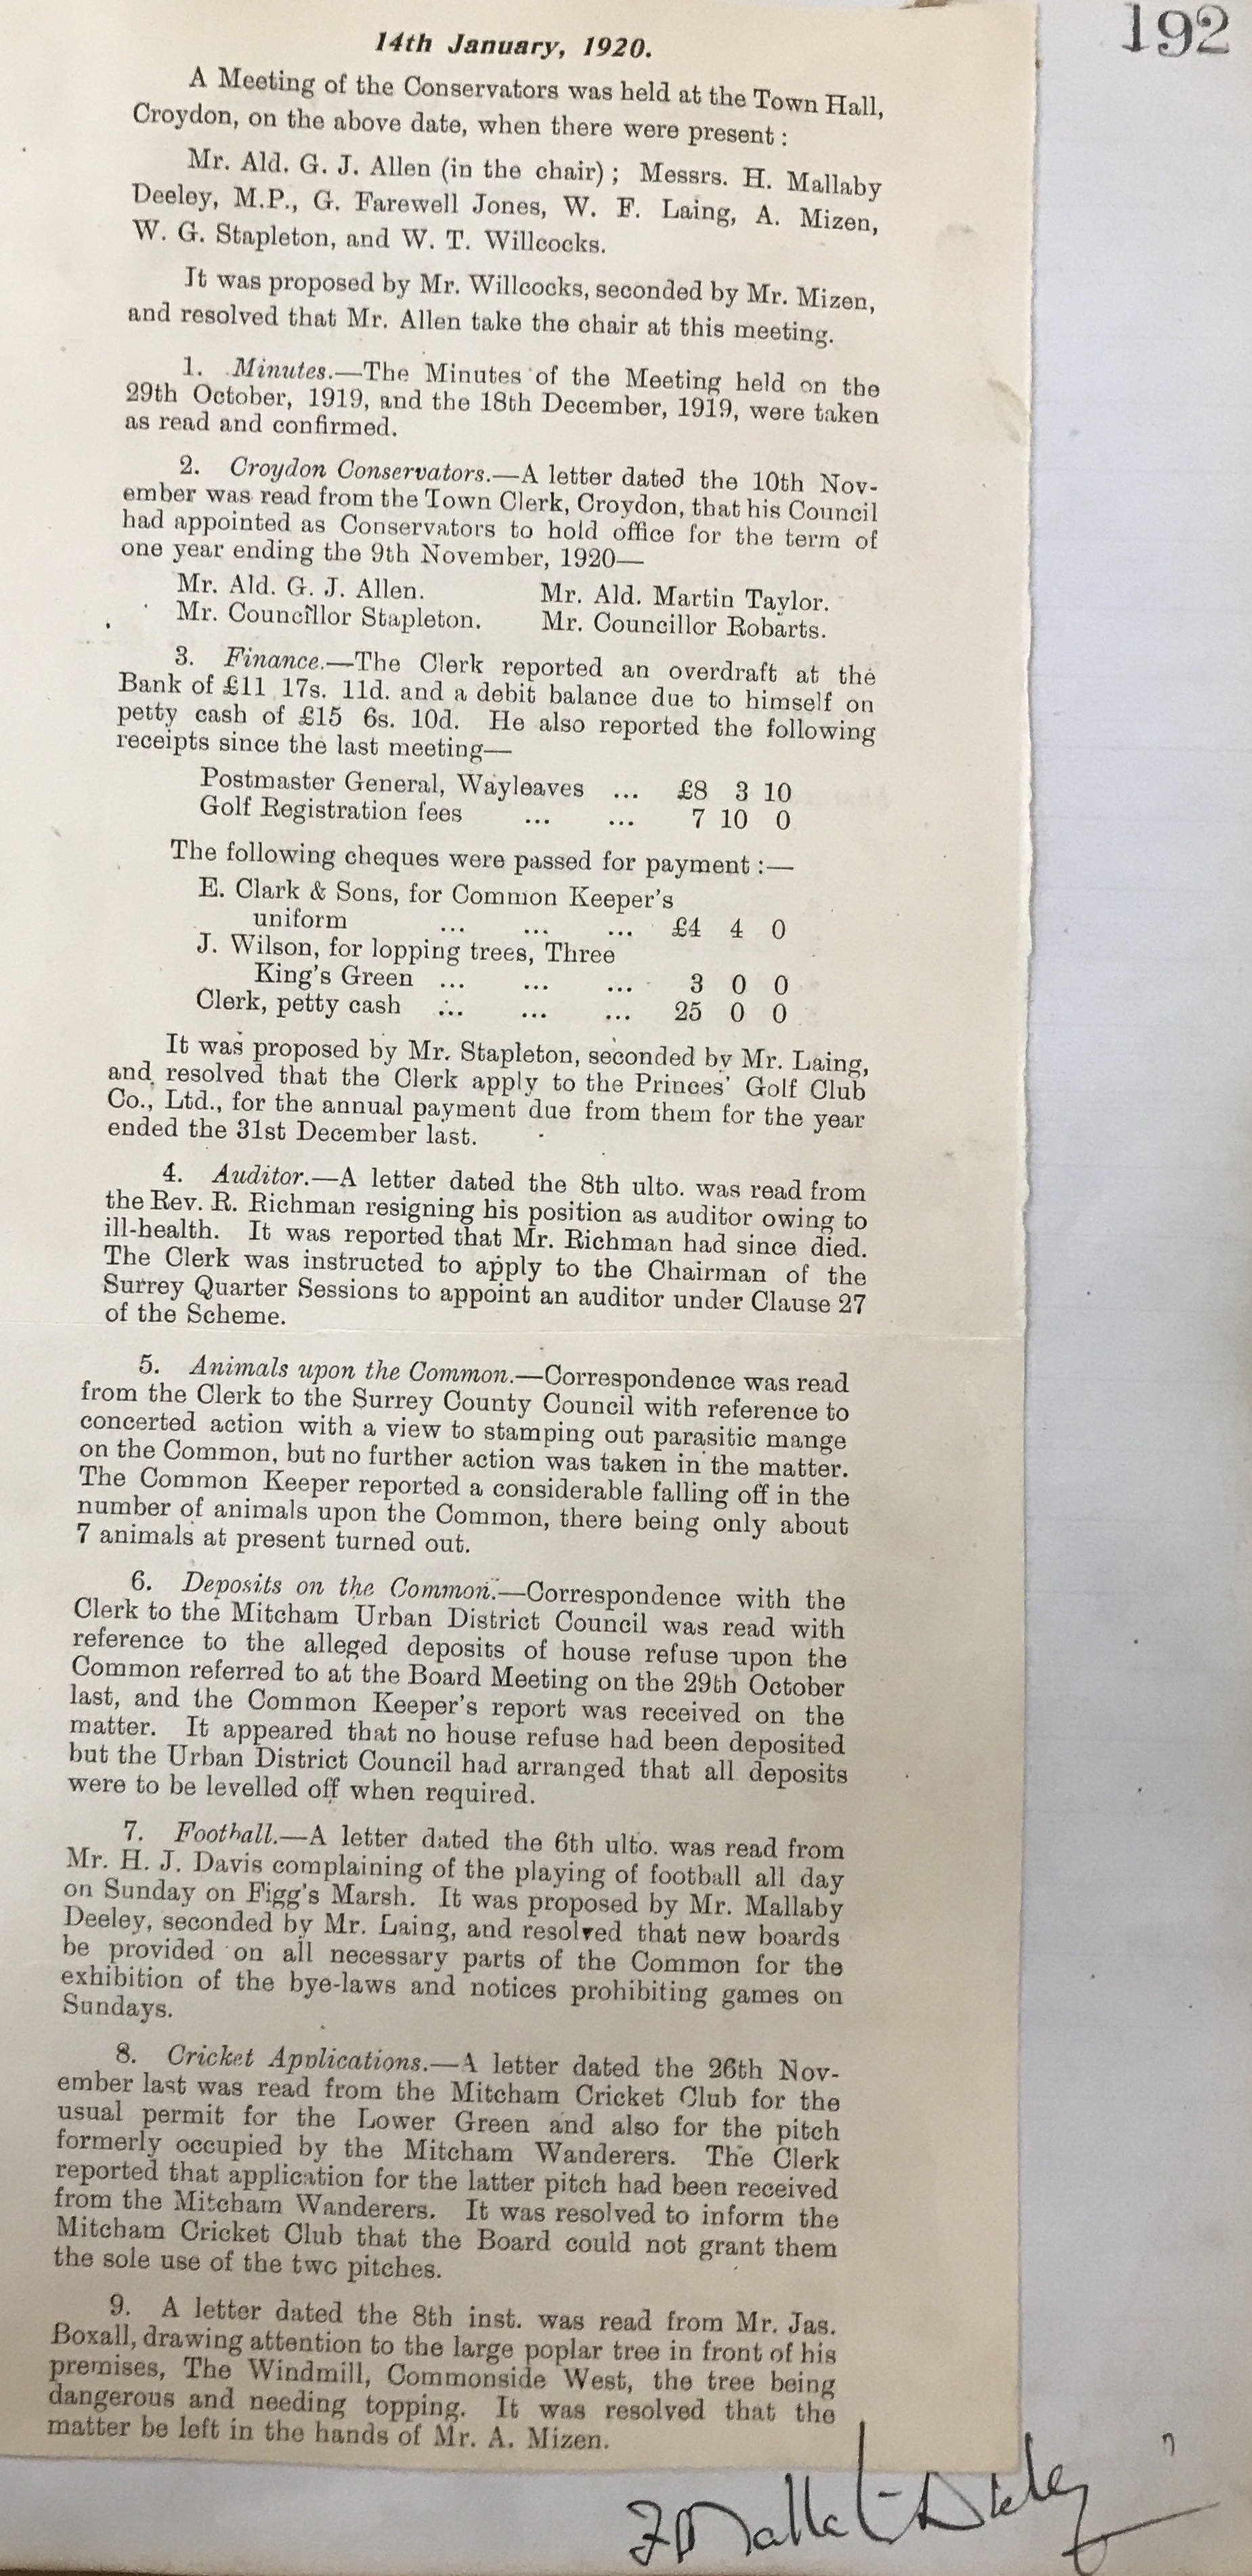 192
14th January, 1920.
A Meeting of the Conservators was held at the Town Hall,
Croydon, on the above date, when there were present :
Mr. Ald. G. J. Allen (in the chair) ; Messrs. H. Mallaby
Deeley, M.P., G. Farewell Jones, W. F. Laing, A. Mizen,
W. G. Stapleton, and W. T. Willcocks.
It was proposed by Mr. Willcocks, seconded by Mr. Mizen,
and resolved that Mr. Allen take the chair at this meeting.
1. Minutes.—The Minutes of the Meeting held on the
29th October, 1919, and the 18th December, 1919, were taken
as read and confirmed.
2. Croydon Conservators.—A letter dated the 10th Nov-
ember was read from the Town Clerk, Croydon, that his Council
had appointed as Conservators to hold office for the term of
one year ending the 9th November, 1920—
Mr. Ald. G. J. Allen. Mr. Ald. Martin Taylor.
Mr. Councillor Stapleton. Mr. Councillor Robarts.
3. Finance.—The Clerk reported an overdraft at the
Bank of £11 17s. 11d. and a debit balance due to himself on
petty cash of £15 6s. 10d. He also reported the following
receipts since the last meeting—
Postmaster General, Wayleaves ... £8 3 10
Golf Registration fees ... ... 7 10 0
The following cheques were passed for payment :—
E. Clark & Sons, for Common Keeper's
uniform ... ... ... £4 4 0
J. Wilson, for lopping trees, Three
King's Green ... ... ... 3 0 0
Clerk, petty cash ... ... ... 25 0 0
It was proposed by Mr. Stapleton, seconded by Mr. Laing,
and resolved that the Clerk apply to the Princes' Golf Club
Co., Ltd., for the annual payment due from them for the year
ended the 31st December last.
4. Auditor.—A letter dated the 8th ulto. was read from
the Rev. R. Richman resigning his position as auditor owing to
ill-health. It was reported that Mr. Richman had since died.
The Clerk was instructed to apply to the Chairman of the
Surrey Quarter Sessions to appoint an auditor under Clause 27
of the Scheme.
5. Animals upon the Common.—Correspondence was read
from the Clerk to the Surrey County Council with reference to
concerted action with a view to stamping out parasitic mange
on the Common, but no further action was taken in the matter.
The Common Keeper reported a considerable falling off in the
number of animals upon the Common, there being only about
7 animals at present turned out.
6. Deposits on the Common.—Correspondence with the
Clerk to the Mitcham Urban District Council was read with
reference to the alleged deposits of house refuse upon the
Common referred to at the Board Meeting on the 29th October
last, and the Common Keeper's report was received on the
matter. It appeared that no house refuse had been deposited
but the Urban District Council had arranged that all deposits
were to be levelled off when required.
7. Football.—A letter dated the 6th ulto. was read from
Mr. H. J. Davis complaining of the playing of football all day
on Sunday on Figg's Marsh. It was proposed by Mr. Mallaby
Deeley, seconded by Mr. Laing, and resolved that new boards
be provided on all necessary parts of the Common for the
exhibition of the bye-laws and notices prohibiting games on
Sundays.
8. Cricket Applications.—A letter dated the 26th Nov-
ember last was read from the Mitcham Cricket Club for the
usual permit for the Lower Green and also for the pitch
formerly occupied by the Mitcham Wanderers. The Clerk
reported that application for the latter pitch had been received
from the Mitcham Wanderers. It was resolved to inform the
Mitcham Cricket Club that the Board could not grant them
the sole use of the two pitches.
9. A letter dated the 8th inst. was read from Mr. Jas.
Boxall, drawing attention to the large poplar tree in front of his
premises, The Windmill, Commonside West, the tree being
dangerous and needing topping. It was resolved that the
matter be left in the hands of Mr. A. Mizen.